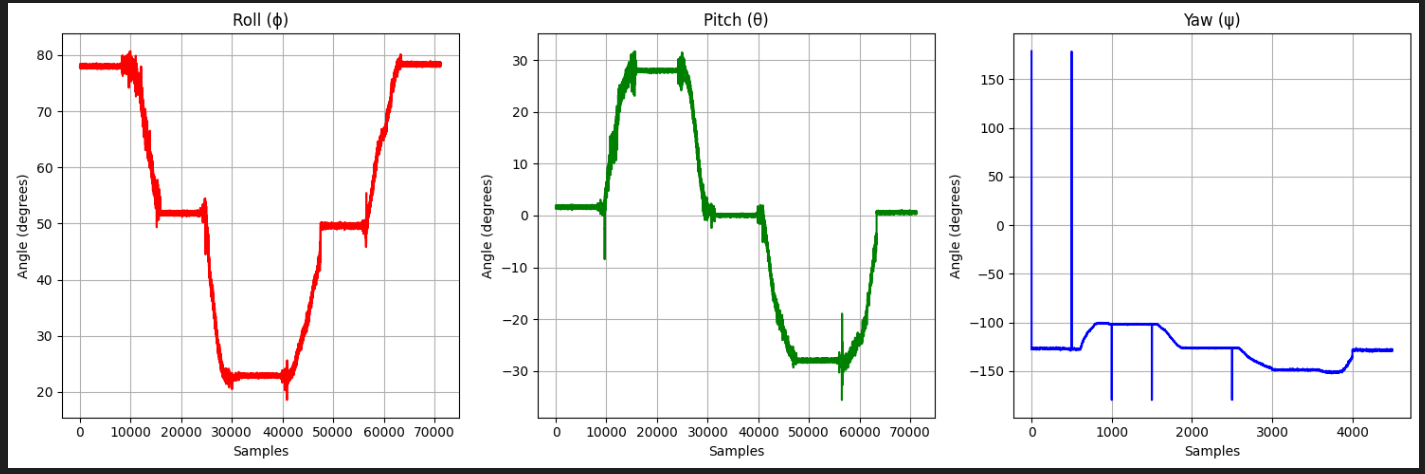 Roll (ϕ)
Angle (degrees)
80
70
60
50
40
30
20
0 10000 20000 30000 40000 50000 60000 70000
Samples
Pitch (θ)
Angle (degrees)
30
20
10
0
−10
−20
−30
0 10000 20000 30000 40000 50000 60000 70000
Samples
Yaw (ψ)
Angle (degrees)
150
100
50
0
−50
−100
−150
0 1000 2000 3000 4000
Samples